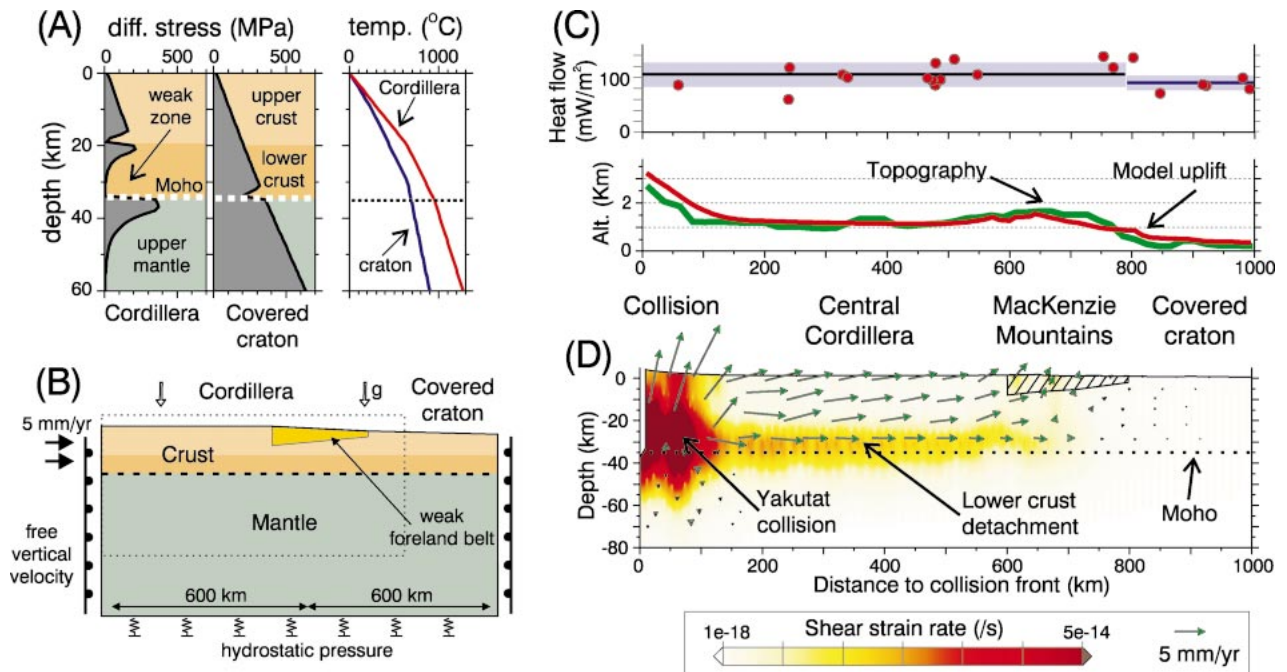 (A)
diff. stress (MPa)
temp. (°C)
0 500
0 500
0 1000
0
20
40
60
depth (km)
weak
zone
Moho
upper
mantle
upper crust
lower
crust
Cordillera
craton
Cordillera
Covered
craton
(B)
Cordillera
g
Covered
craton
5 mm/yr
Crust
Mantle
weak
foreland belt
free
vertical
velocity
600 km
600 km
hydrostatic pressure
(C)
Heat flow
(mW/m²)
100
0
Alt. (Km)
2
0
Topography
Model uplift
0 200 400 600 800 1000
Collision
Central
Cordillera
MacKenzie
Mountains
Covered
craton
(D)
Depth (km)
0
-20
-40
-60
-80
Yakutat
collision
Lower crust
detachment
Moho
0 200 400 600 800 1000
Distance to collision front (km)
1e-18
Shear strain rate (/s)
5e-14
5 mm/yr